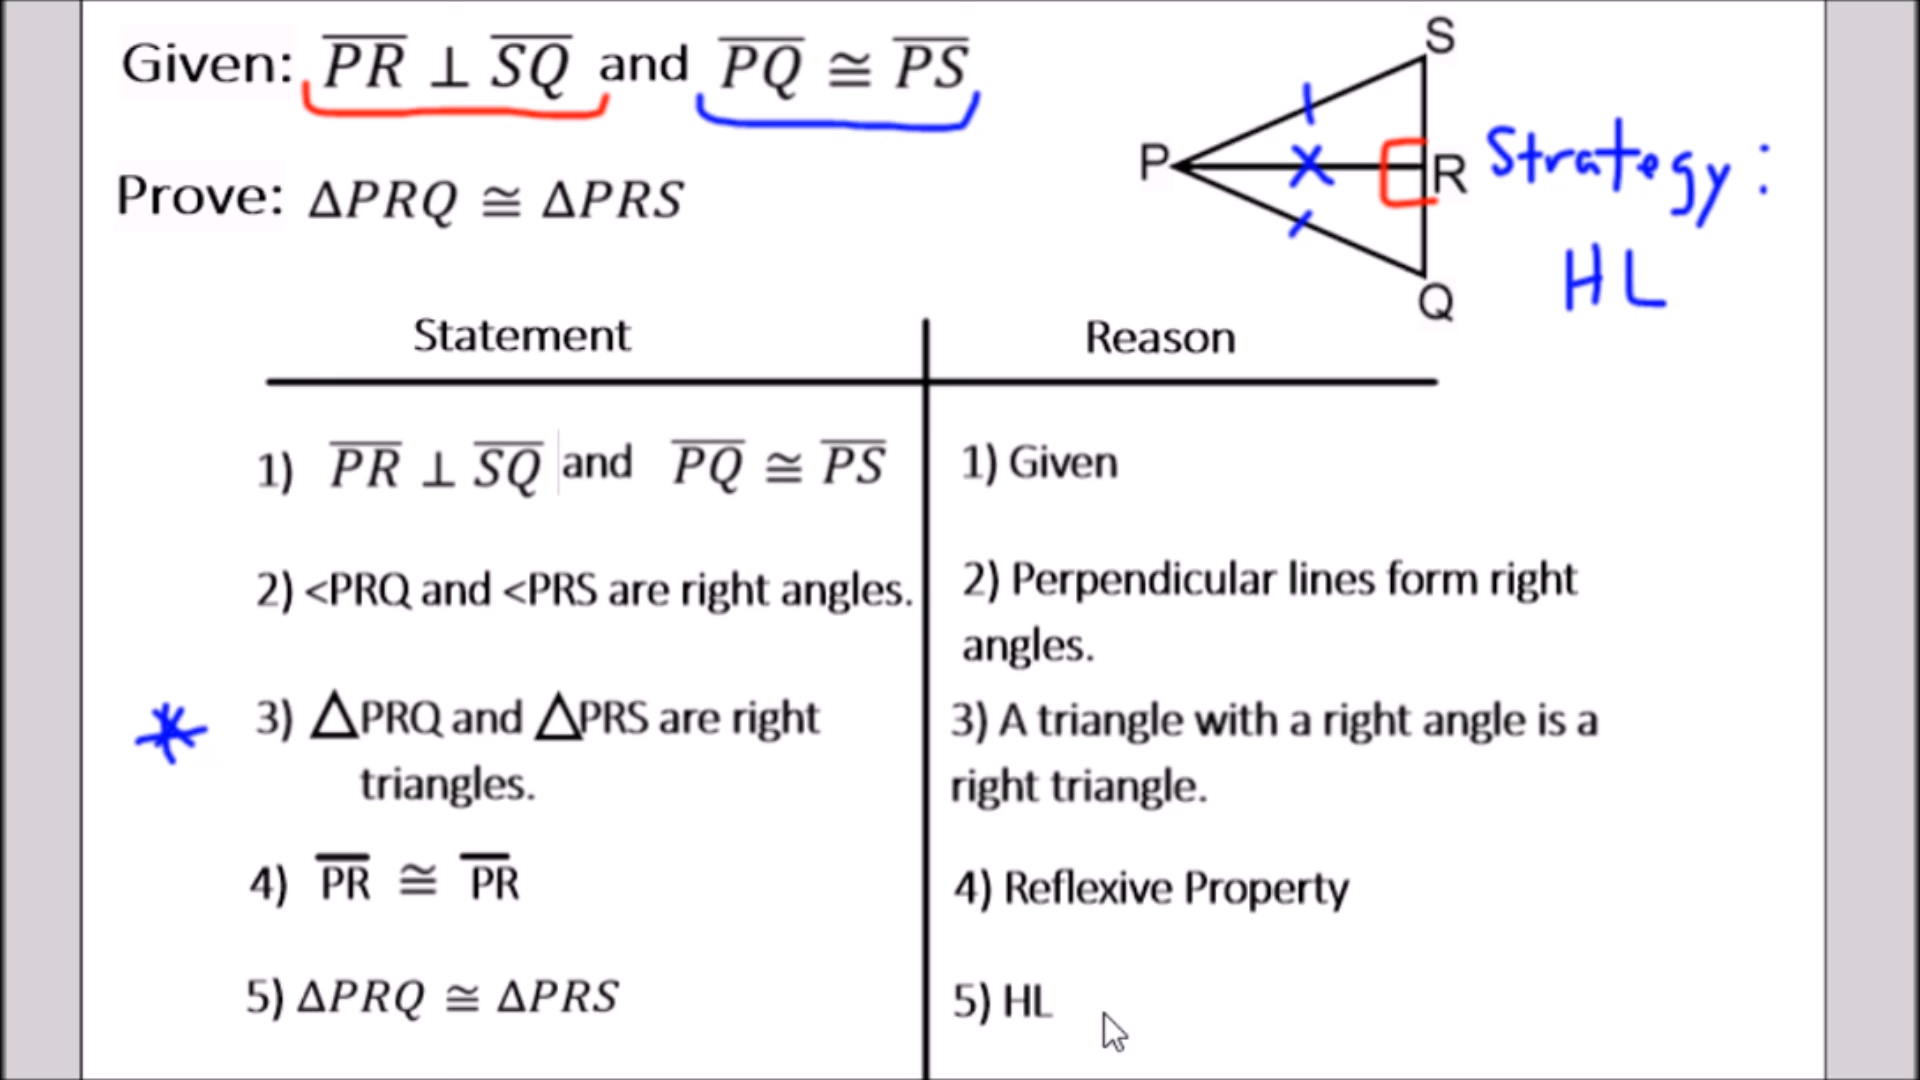 Given: PR ⊥ SQ and PQ ≅ PS
Prove: ΔPRQ ≅ ΔPRS
S
P
R
Q
Strategy:
HL
Statement
Reason
1) PR ⊥ SQ and PQ ≅ PS
1) Given
2) <PRQ and <PRS are right angles.
2) Perpendicular lines form right
angles.
3) △PRQ and △PRS are right
triangles.
3) A triangle with a right angle is a
right triangle.
4) PR ≅ PR
4) Reflexive Property
5) ΔPRQ ≅ ΔPRS
5) HL